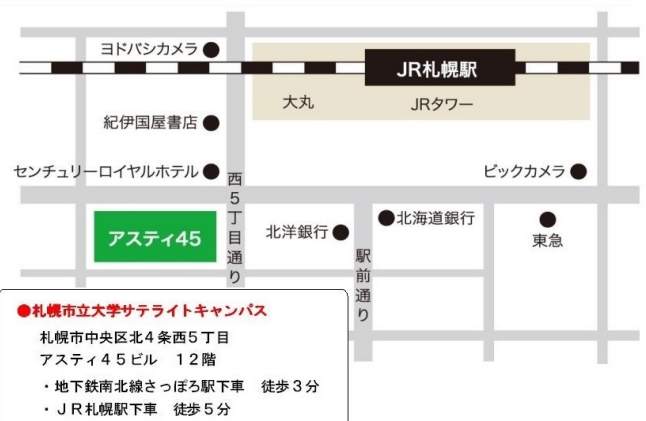 ヨドバシカメラ
JR札幌駅
大丸
JRタワー
紀伊国屋書店
センチュリーロイヤルホテル
ビックカメラ
西5丁目通り
アスティ45
北洋銀行
北海道銀行
東急
駅前通り
●札幌市立大学サテライトキャンパス
札幌市中央区北4条西5丁目
アスティ45ビル 12階
・地下鉄南北線さっぽろ駅下車 徒歩3分
・JR札幌駅下車 徒歩5分